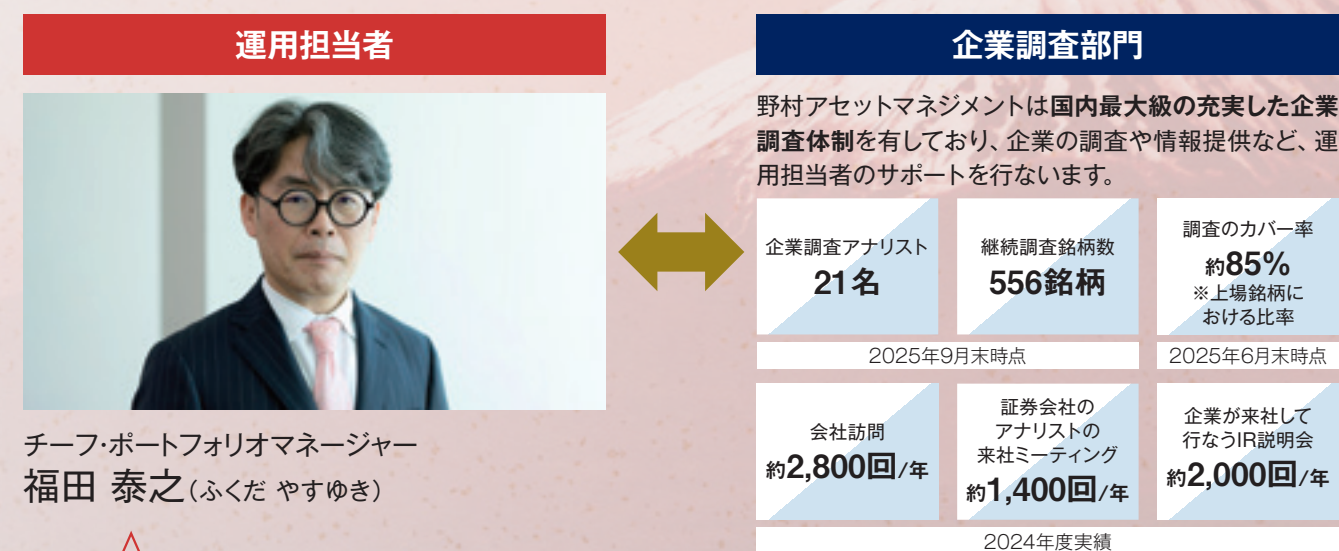 運用担当者
チーフ・ポートフォリオマネージャー
福田 泰之（ふくだ やすゆき）
企業調査部門
野村アセットマネジメントは国内最大級の充実した企業
調査体制を有しており、企業の調査や情報提供など、運
用担当者のサポートを行ないます。
企業調査アナリスト
21名
継続調査銘柄数
556銘柄
調査のカバー率
約85%
※上場銘柄に
おける比率
2025年9月末時点
2025年6月末時点
会社訪問
約2,800回/年
証券会社の
アナリストの
来社ミーティング
約1,400回/年
企業が来社して
行なうIR説明会
約2,000回/年
2024年度実績